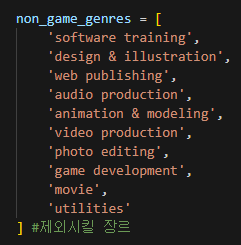 non_game_genres = [
    'software training',
    'design & illustration',
    'web publishing',
    'audio production',
    'animation & modeling',
    'video production',
    'photo editing',
    'game development',
    'movie',
    'utilities'
] #제외시킬 장르